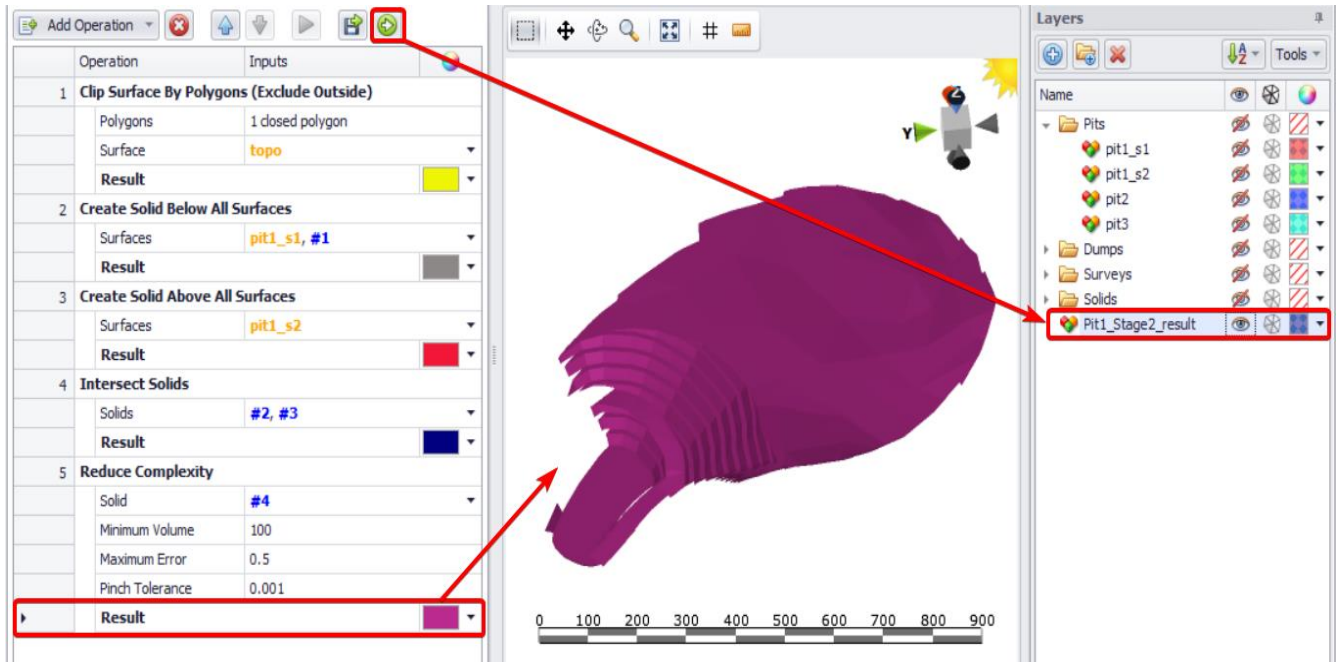 Add Operation
Operation Inputs
1 Clip Surface By Polygons (Exclude Outside)
Polygons 1 closed polygon
Surface topo
Result
2 Create Solid Below All Surfaces
Surfaces pit1_s1, #1
Result
3 Create Solid Above All Surfaces
Surfaces pit1_s2
Result
4 Intersect Solids
Solids #2, #3
Result
5 Reduce Complexity
Solid #4
Minimum Volume 100
Maximum Error 0.5
Pinch Tolerance 0.001
Result
Z
Y
0 100 200 300 400 500 600 700 800 900
Layers
A
Z Tools
Name
Pits
pit1_s1
pit1_s2
pit2
pit3
Dumps
Surveys
Solids
Pit1_Stage2_result